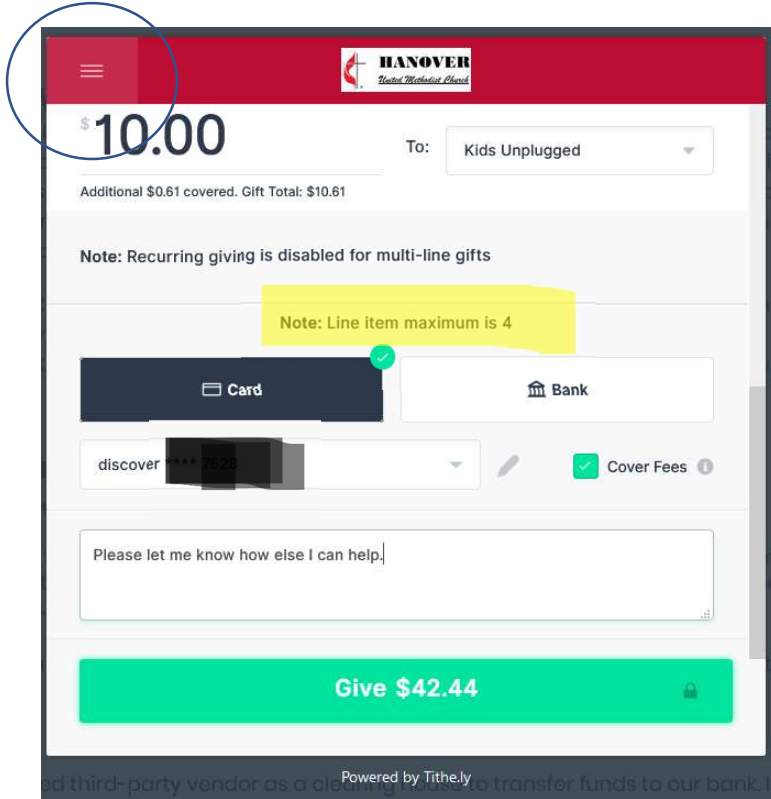 HANOVER
United Methodist Church
$ 10.00
To: Kids Unplugged
Additional $0.61 covered. Gift Total: $10.61
Note: Recurring giving is disabled for multi-line gifts
Note: Line item maximum is 4
Card
Bank
discover ****
Cover Fees
Please let me know how else I can help.
Give $42.44
Powered by Tithe.ly
ed third-party vendor as a clearing house to transfer funds to our bank.